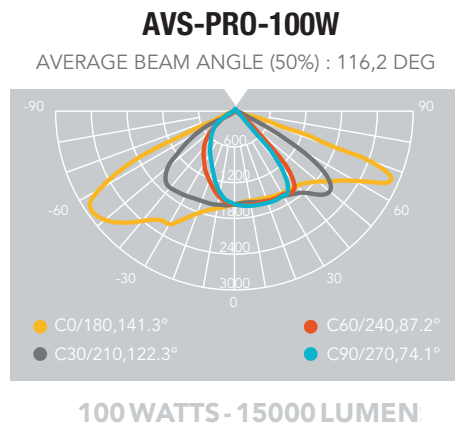 AVS-PRO-100W
AVERAGE BEAM ANGLE (50%) : 116,2 DEG
-90
90
600
1200
-60
60
1800
2400
-30
30
3000
0
C0/180,141.3°
C60/240,87.2°
C30/210,122.3°
C90/270,74.1°
100 WATTS - 15000 LUMEN